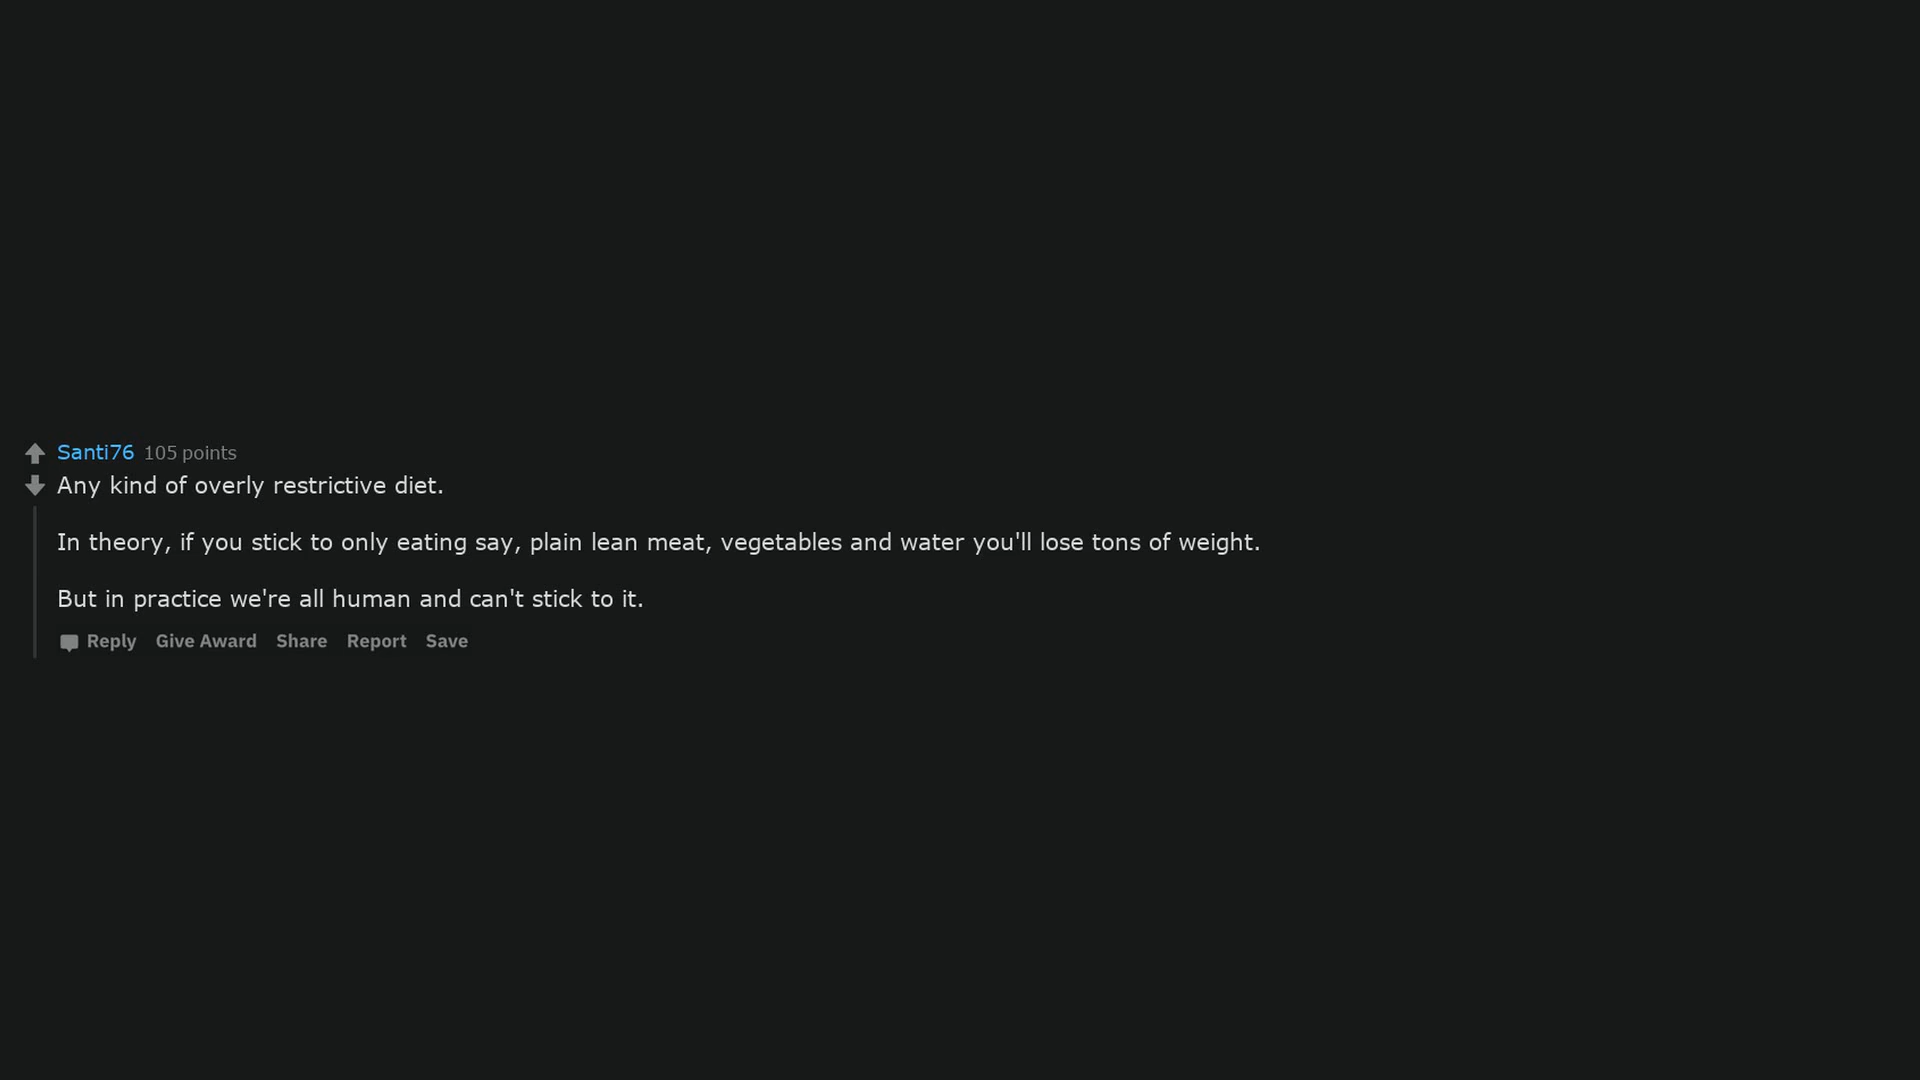 Santi76 105 points
Any kind of overly restrictive diet.
In theory, if you stick to only eating say, plain lean meat, vegetables and water you'll lose tons of weight.
But in practice we're all human and can't stick to it.
Reply Give Award Share Report Save